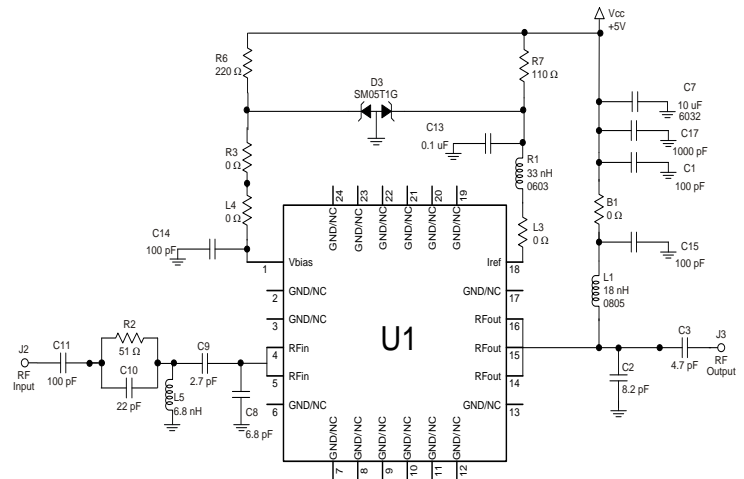 Vcc
+5V
R6
220 Ω
R7
110 Ω
D3
SM05T1G
C7
10 uF
6032
C13
0.1 uF
C17
1000 pF
R3
0 Ω
R1
33 nH
0603
C1
100 pF
L4
0 Ω
24
23
22
21
20
19
GND/NC
GND/NC
GND/NC
GND/NC
GND/NC
GND/NC
B1
0 Ω
L3
0 Ω
C14
100 pF
C15
100 pF
1
Vbias
Iref
18
L1
18 nH
0805
2
GND/NC
GND/NC
17
3
GND/NC
RFout
16
U1
J2
RF
Input
C11
100 pF
R2
51 Ω
C10
22 pF
L5
6.8 nH
C9
2.7 pF
4
RFin
RFout
15
C3
4.7 pF
J3
RF
Output
5
RFin
RFout
14
C8
6.8 pF
C2
8.2 pF
6
GND/NC
GND/NC
13
GND/NC
GND/NC
GND/NC
GND/NC
GND/NC
GND/NC
7
8
9
10
11
12